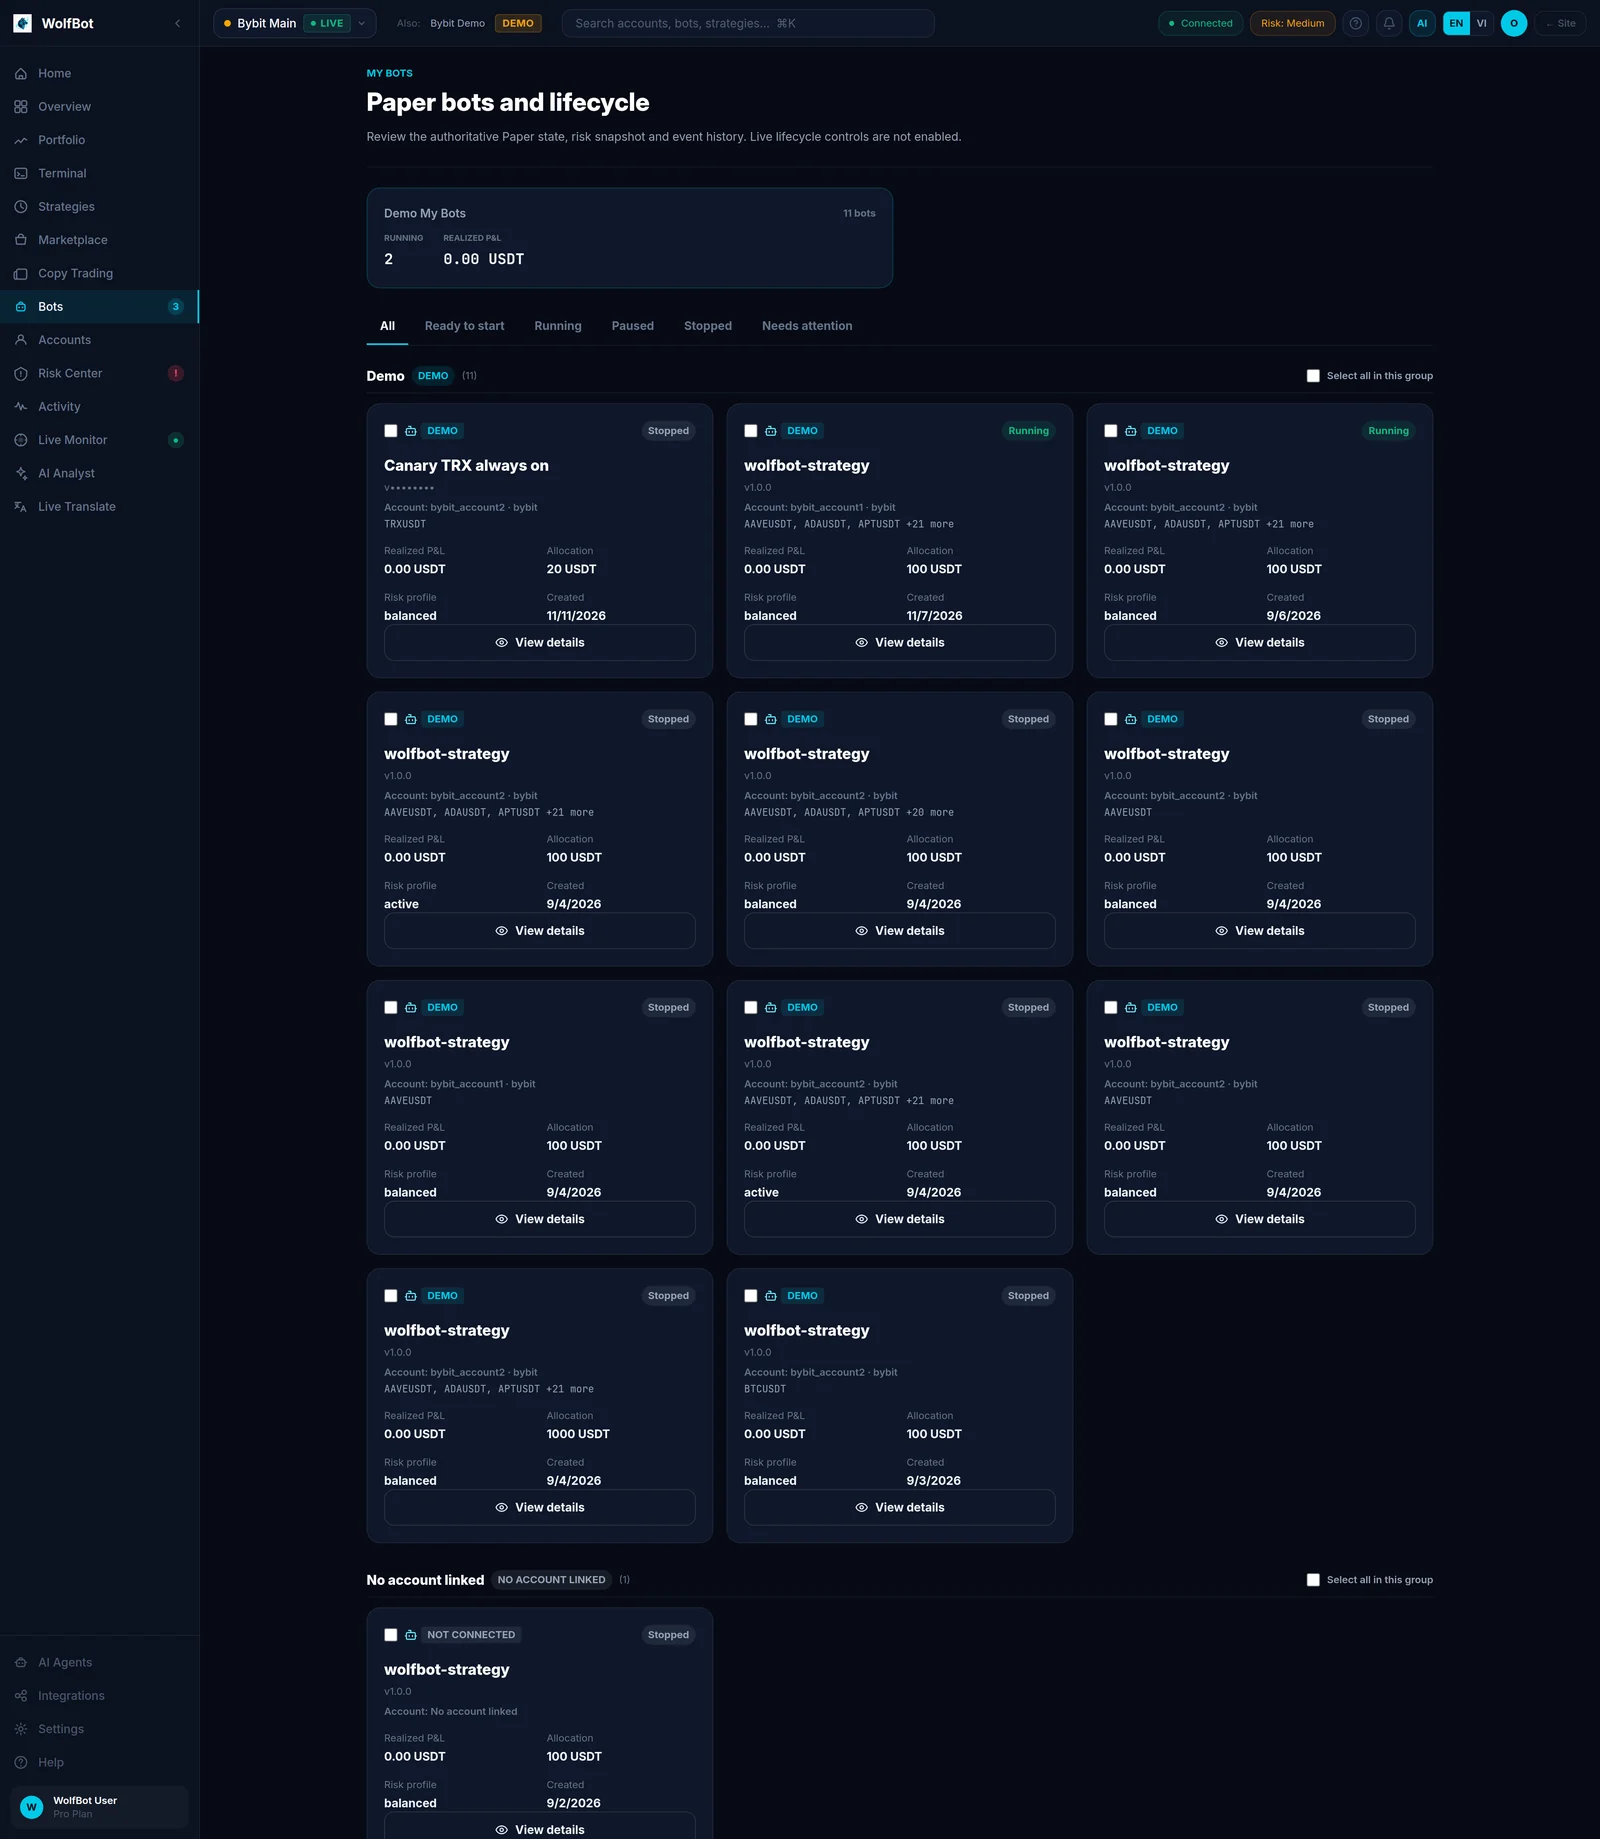 WolfBot
Bybit Main
LIVE
Also:
Bybit Demo
DEMO
Search accounts, bots, strategies... ⌘K
Connected
Risk: Medium
AI
EN
VI
O
← Site
Home
Overview
Portfolio
Terminal
Strategies
Marketplace
Copy Trading
Bots
3
Accounts
Risk Center
!
Activity
Live Monitor
AI Analyst
Live Translate
AI Agents
Integrations
Settings
Help
W
WolfBot User
Pro Plan
MY BOTS
Paper bots and lifecycle
Review the authoritative Paper state, risk snapshot and event history. Live lifecycle controls are not enabled.
Demo My Bots
11 bots
RUNNING
REALIZED P&L
2
0.00 USDT
All
Ready to start
Running
Paused
Stopped
Needs attention
Demo
DEMO
(11)
Select all in this group
DEMO
Stopped
Canary TRX always on
v••••••••
Account: bybit_account2 · bybit
TRXUSDT
Realized P&L
Allocation
0.00 USDT
20 USDT
Risk profile
Created
balanced
11/11/2026
View details
DEMO
Running
wolfbot-strategy
v1.0.0
Account: bybit_account1 · bybit
AAVEUSDT, ADAUSDT, APTUSDT +21 more
Realized P&L
Allocation
0.00 USDT
100 USDT
Risk profile
Created
balanced
11/7/2026
View details
DEMO
Running
wolfbot-strategy
v1.0.0
Account: bybit_account2 · bybit
AAVEUSDT, ADAUSDT, APTUSDT +21 more
Realized P&L
Allocation
0.00 USDT
100 USDT
Risk profile
Created
balanced
9/6/2026
View details
DEMO
Stopped
wolfbot-strategy
v1.0.0
Account: bybit_account2 · bybit
AAVEUSDT, ADAUSDT, APTUSDT +21 more
Realized P&L
Allocation
0.00 USDT
100 USDT
Risk profile
Created
active
9/4/2026
View details
DEMO
Stopped
wolfbot-strategy
v1.0.0
Account: bybit_account2 · bybit
AAVEUSDT, ADAUSDT, APTUSDT +20 more
Realized P&L
Allocation
0.00 USDT
100 USDT
Risk profile
Created
balanced
9/4/2026
View details
DEMO
Stopped
wolfbot-strategy
v1.0.0
Account: bybit_account2 · bybit
AAVEUSDT
Realized P&L
Allocation
0.00 USDT
100 USDT
Risk profile
Created
balanced
9/4/2026
View details
DEMO
Stopped
wolfbot-strategy
v1.0.0
Account: bybit_account1 · bybit
AAVEUSDT
Realized P&L
Allocation
0.00 USDT
100 USDT
Risk profile
Created
balanced
9/4/2026
View details
DEMO
Stopped
wolfbot-strategy
v1.0.0
Account: bybit_account2 · bybit
AAVEUSDT, ADAUSDT, APTUSDT +21 more
Realized P&L
Allocation
0.00 USDT
100 USDT
Risk profile
Created
active
9/4/2026
View details
DEMO
Stopped
wolfbot-strategy
v1.0.0
Account: bybit_account2 · bybit
AAVEUSDT
Realized P&L
Allocation
0.00 USDT
100 USDT
Risk profile
Created
balanced
9/4/2026
View details
DEMO
Stopped
wolfbot-strategy
v1.0.0
Account: bybit_account2 · bybit
AAVEUSDT, ADAUSDT, APTUSDT +21 more
Realized P&L
Allocation
0.00 USDT
1000 USDT
Risk profile
Created
balanced
9/4/2026
View details
DEMO
Stopped
wolfbot-strategy
v1.0.0
Account: bybit_account2 · bybit
BTCUSDT
Realized P&L
Allocation
0.00 USDT
100 USDT
Risk profile
Created
balanced
9/3/2026
View details
No account linked
NO ACCOUNT LINKED
(1)
Select all in this group
NOT CONNECTED
Stopped
wolfbot-strategy
v1.0.0
Account: No account linked
Realized P&L
Allocation
0.00 USDT
100 USDT
Risk profile
Created
balanced
9/2/2026
View details